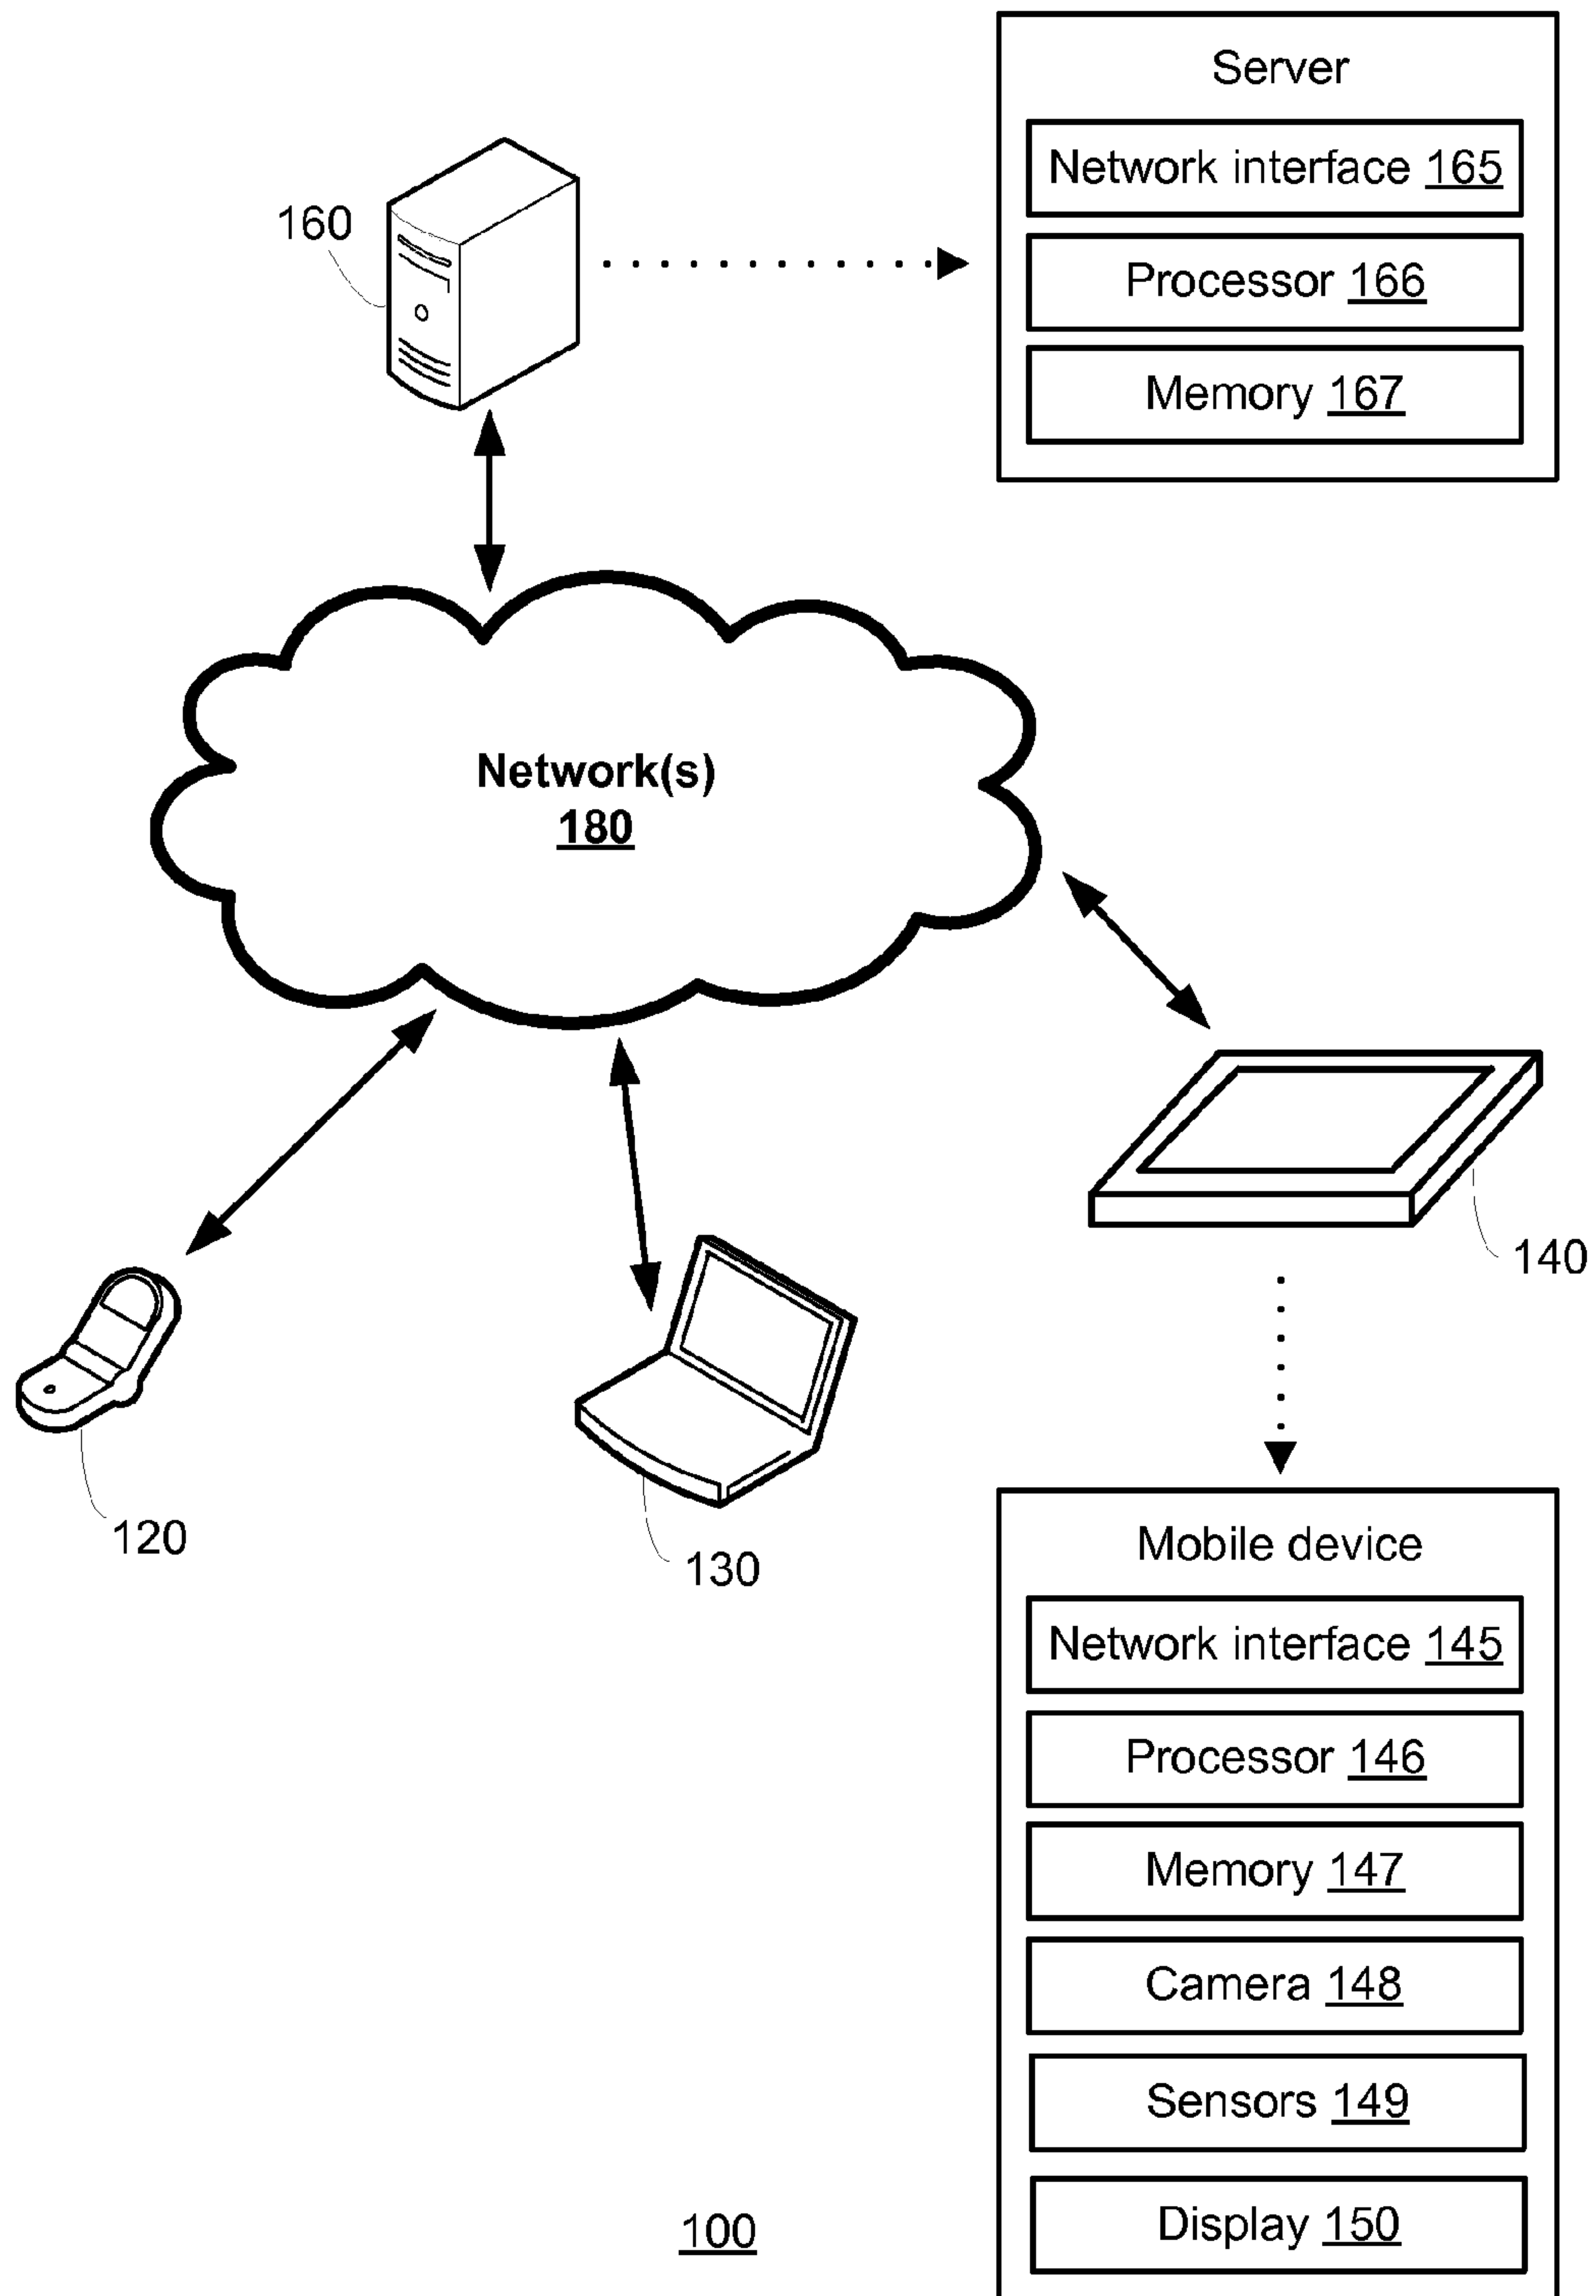 Server
Network interface 165
Processor 166
Memory 167
160
Network(s)
180
140
120
130
Mobile device
Network interface 145
Processor 146
Memory 147
Camera 148
Sensors 149
Display 150
100